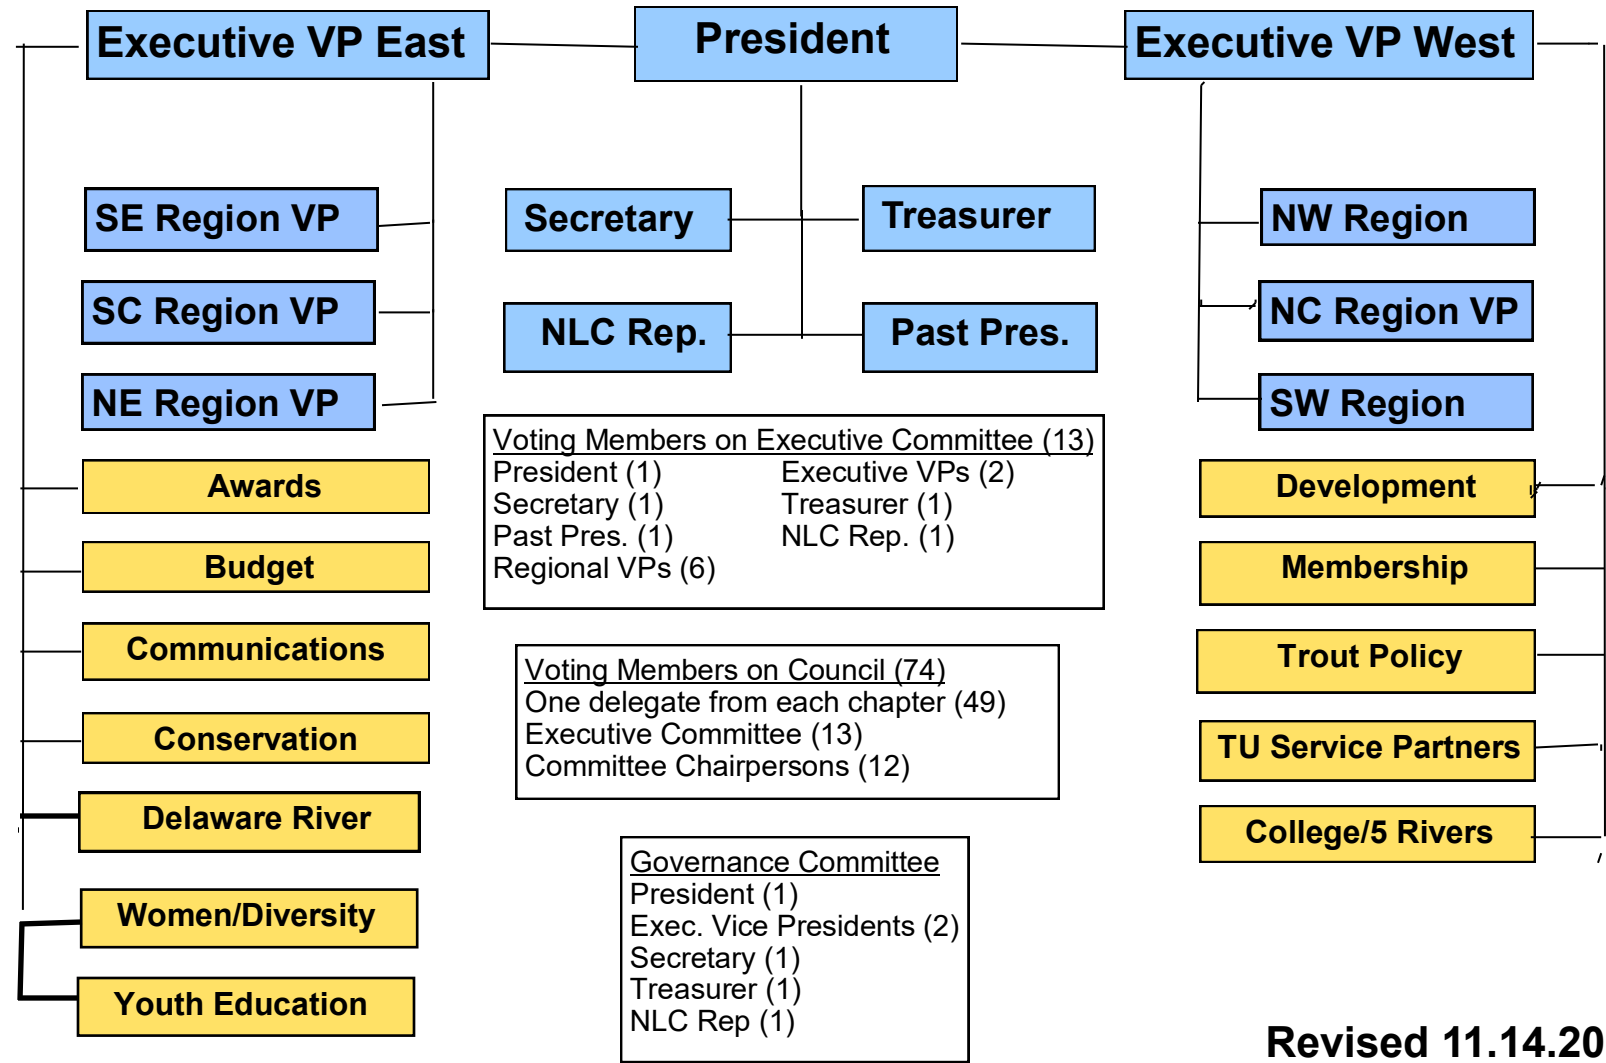 Executive VP East
President
Executive VP West
SE Region VP
Secretary
Treasurer
NW Region
SC Region VP
NLC Rep.
Past Pres.
NC Region VP
NE Region VP
SW Region
Voting Members on Executive Committee (13)
President (1) Executive VPs (2)
Secretary (1) Treasurer (1)
Past Pres. (1) NLC Rep. (1)
Regional VPs (6)
Awards
Budget
Communications
Conservation
Delaware River
Women/Diversity
Youth Education
Development
Membership
Trout Policy
TU Service Partners
College/5 Rivers
Voting Members on Council (74)
One delegate from each chapter (49)
Executive Committee (13)
Committee Chairpersons (12)
Governance Committee
President (1)
Exec. Vice Presidents (2)
Secretary (1)
Treasurer (1)
NLC Rep (1)
Revised 11.14.20